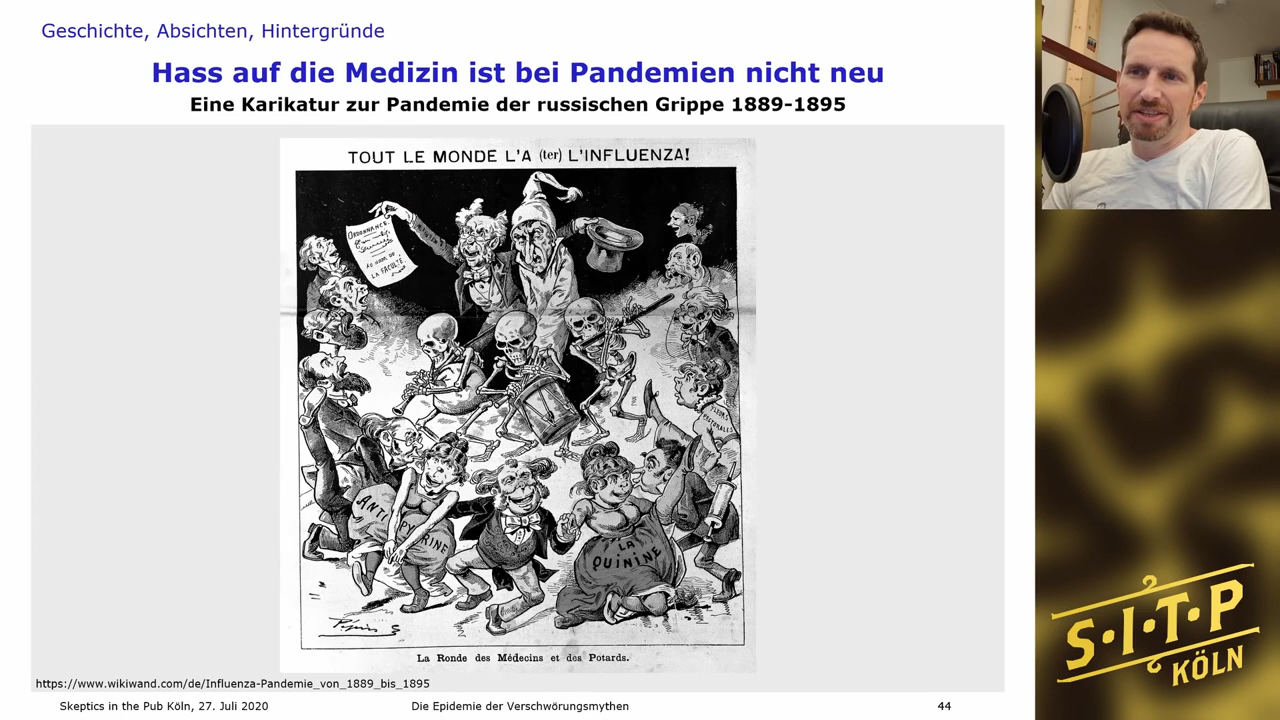 Geschichte, Absichten, Hintergründe
Hass auf die Medizin ist bei Pandemien nicht neu
Eine Karikatur zur Pandemie der russischen Grippe 1889-1895
TOUT LE MONDE L'A (ter) L'INFLUENZA!
ORDONNANCE
AU NOM DE
LA FACULTÉ
ANTI PYRINE
LA
QUININE
La Ronde des Médecins et des Potards.
https://www.wikiwand.com/de/Influenza-Pandemie_von_1889_bis_1895
Skeptics in the Pub Köln, 27. Juli 2020
Die Epidemie der Verschwörungsmythen
44
S·I·T·P
KÖLN